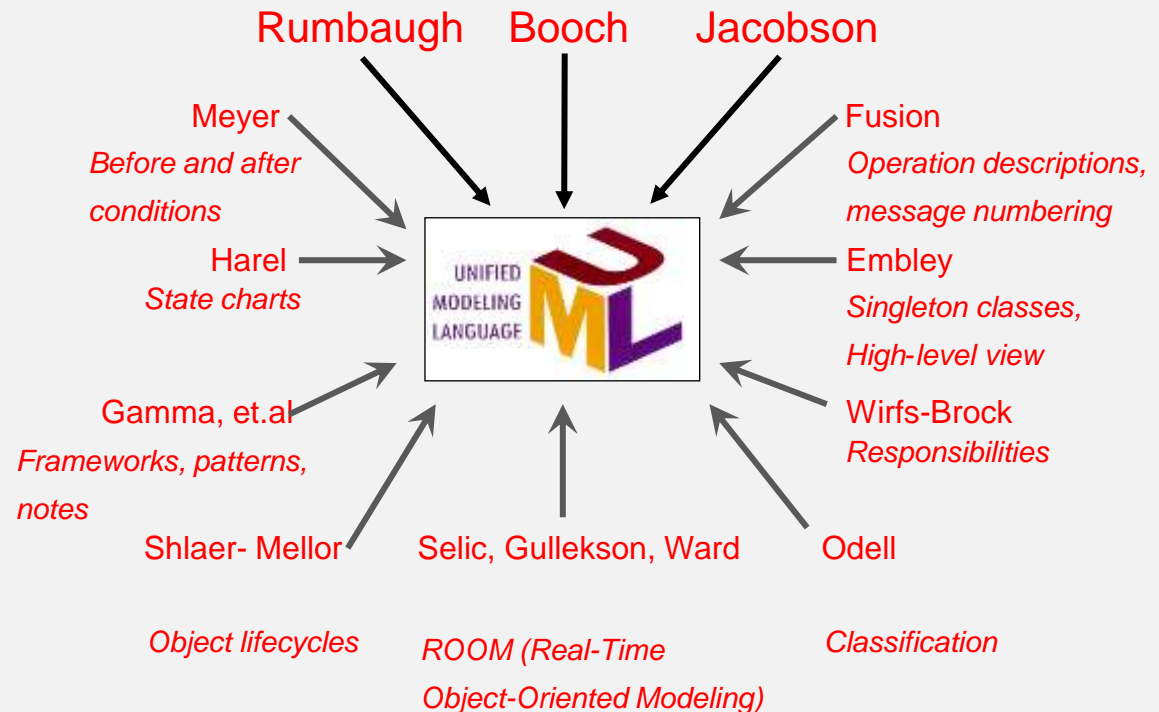 Rumbaugh Booch Jacobson
Meyer
Before and after
conditions
Fusion
Operation descriptions,
message numbering
Harel
State charts
UNIFIED
MODELING
LANGUAGE
UML
Embley
Singleton classes,
High-level view
Gamma, et.al
Frameworks, patterns,
notes
Wirfs-Brock
Responsibilities
Shlaer- Mellor
Selic, Gullekson, Ward
Odell
Object lifecycles
ROOM (Real-Time
Object-Oriented Modeling)
Classification